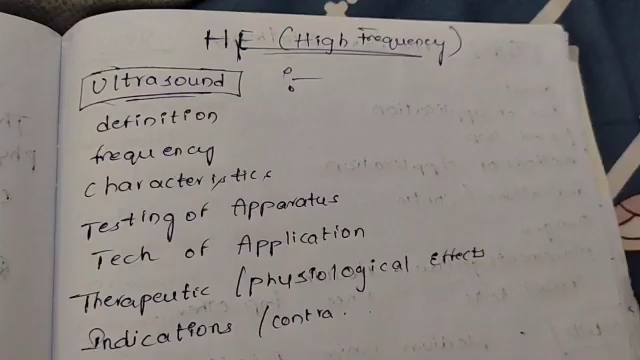 HF (High Frequency)
Ultrasound
definition
frequency
characteristics
Testing of Apparatus
Tech of Application
Therapeutic / physiological Effects
Indications / contra.